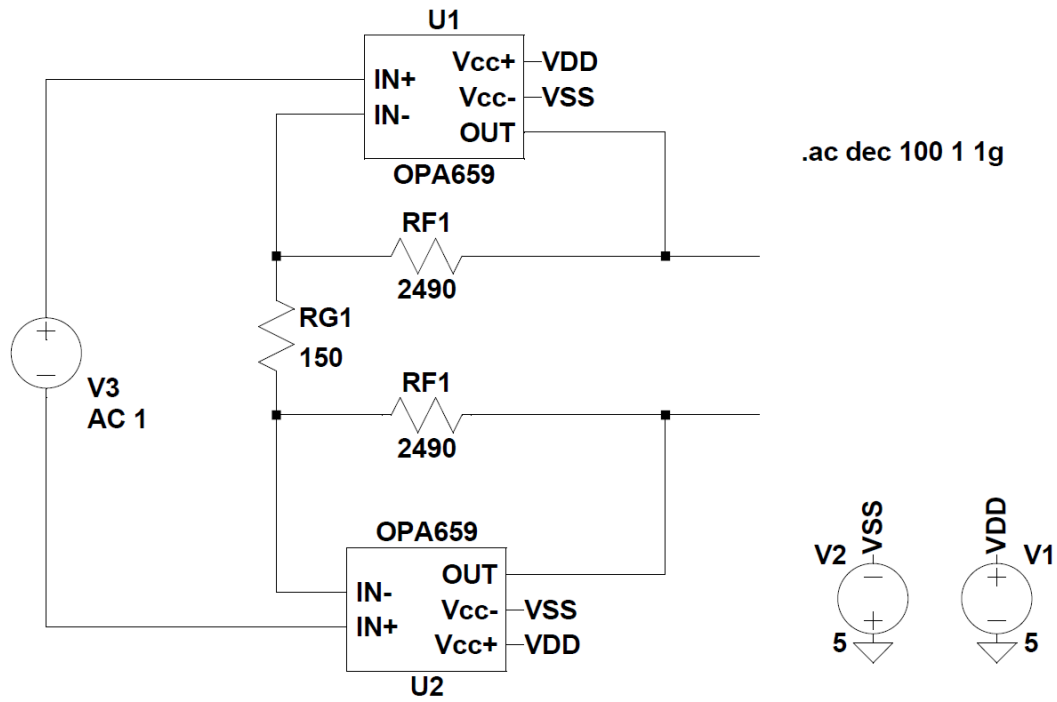 U1
Vcc+ VDD
IN+
Vcc- VSS
IN-
OUT
OPA659
.ac dec 100 1 1g
RF1
2490
RG1
150
+
−
V3
AC 1
RF1
2490
OPA659
OUT
IN-
Vcc- VSS
IN+
Vcc+ VDD
U2
VSS
VDD
V2
V1
−
+
+
−
5
5